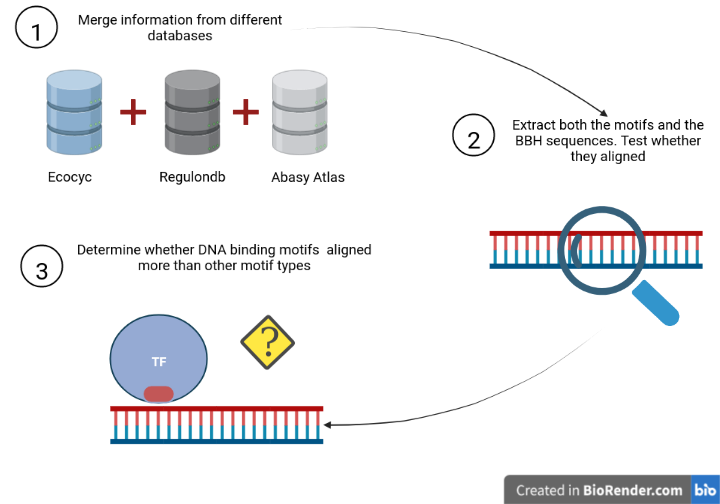 1
Merge information from different
databases
Ecocyc
Regulondb
Abasy Atlas
2
Extract both the motifs and the
BBH sequences. Test whether
they aligned
3
Determine whether DNA binding motifs aligned
more than other motif types
TF
?
Created in BioRender.com bio